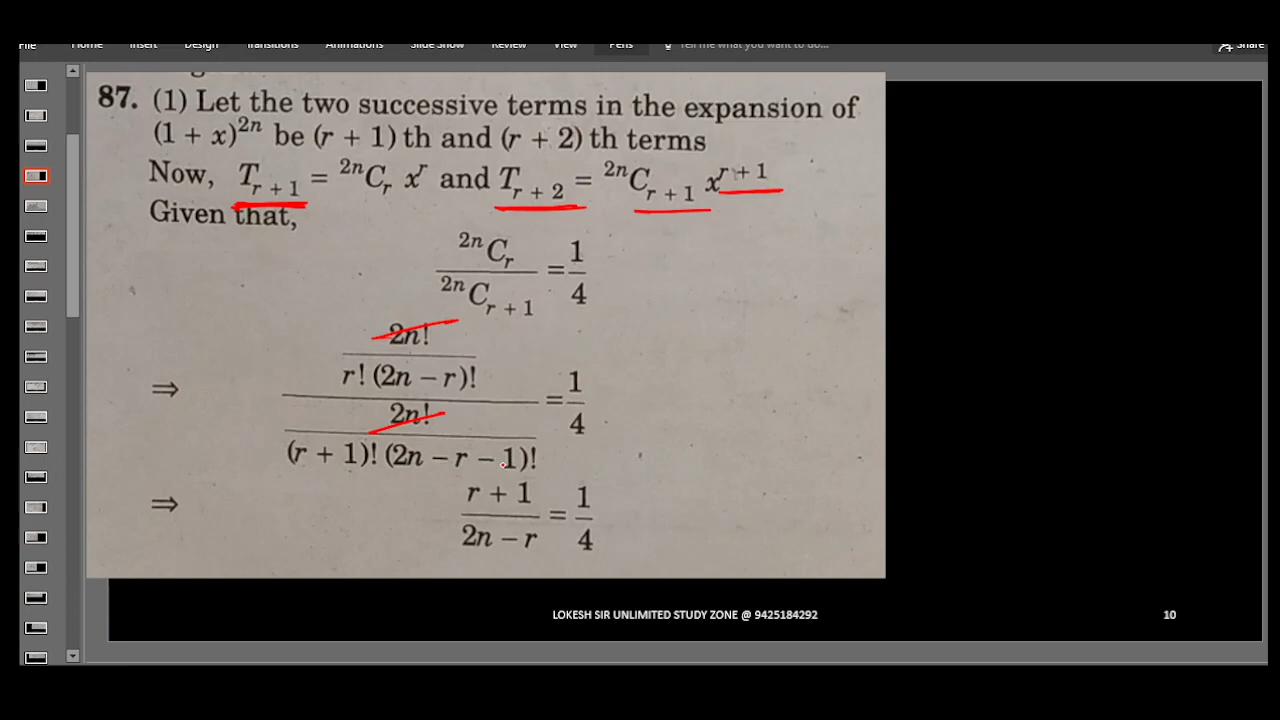 File Home Insert Design Transitions Animations Slide Show Review View Pens Tell me what you want to do... Share
87. (1) Let the two successive terms in the expansion of
(1 + x)^{2n} be (r + 1) th and (r + 2) th terms
Now, T_{r + 1} = ^{2n}C_r x^r and T_{r + 2} = ^{2n}C_{r + 1} x^{r + 1}
Given that,
^{2n}C_r / ^{2n}C_{r + 1} = 1/4
⇒ (2n! / r! (2n – r)!) / (2n! / (r + 1)! (2n – r – 1)!) = 1/4
⇒ (r + 1) / (2n – r) = 1/4
LOKESH SIR UNLIMITED STUDY ZONE @ 9425184292 10